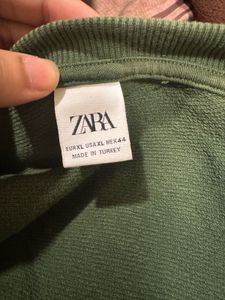 ZARA
EUR XL USA XL MEX 44
MADE IN TURKEY